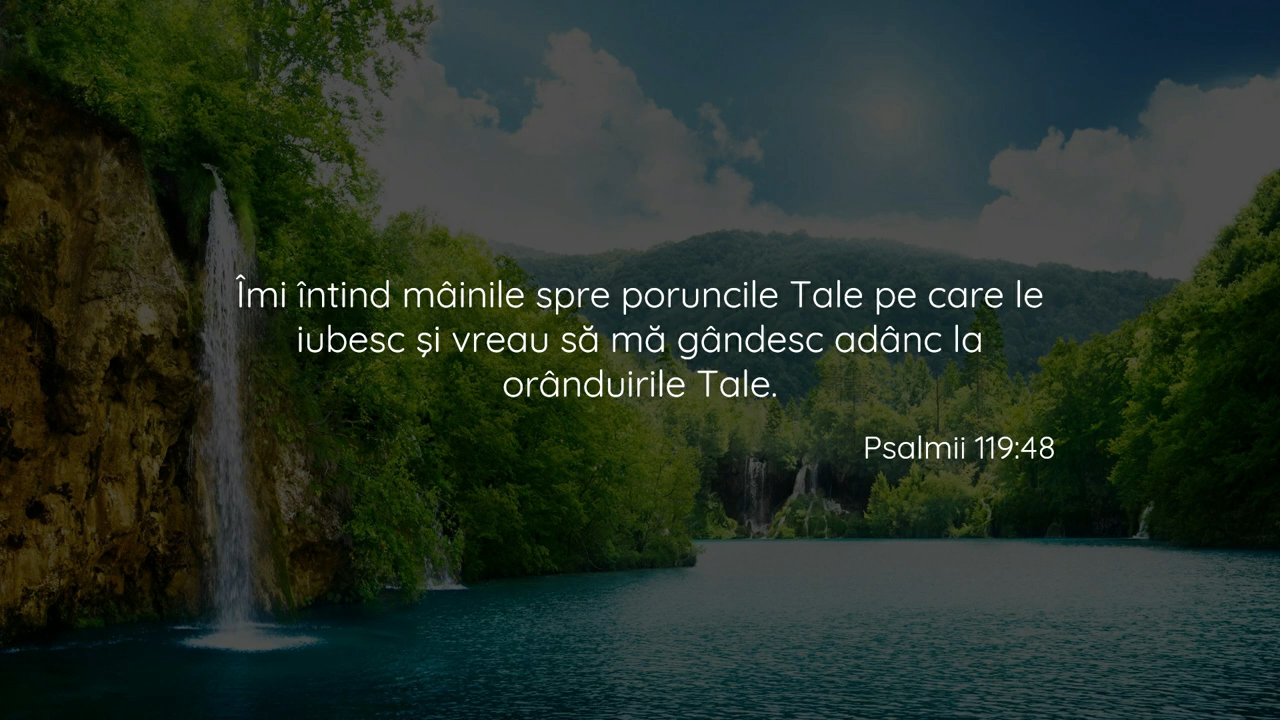 Îmi întind mâinile spre poruncile Tale pe care le
iubesc și vreau să mă gândesc adânc la
orânduirile Tale.
Psalmii 119:48